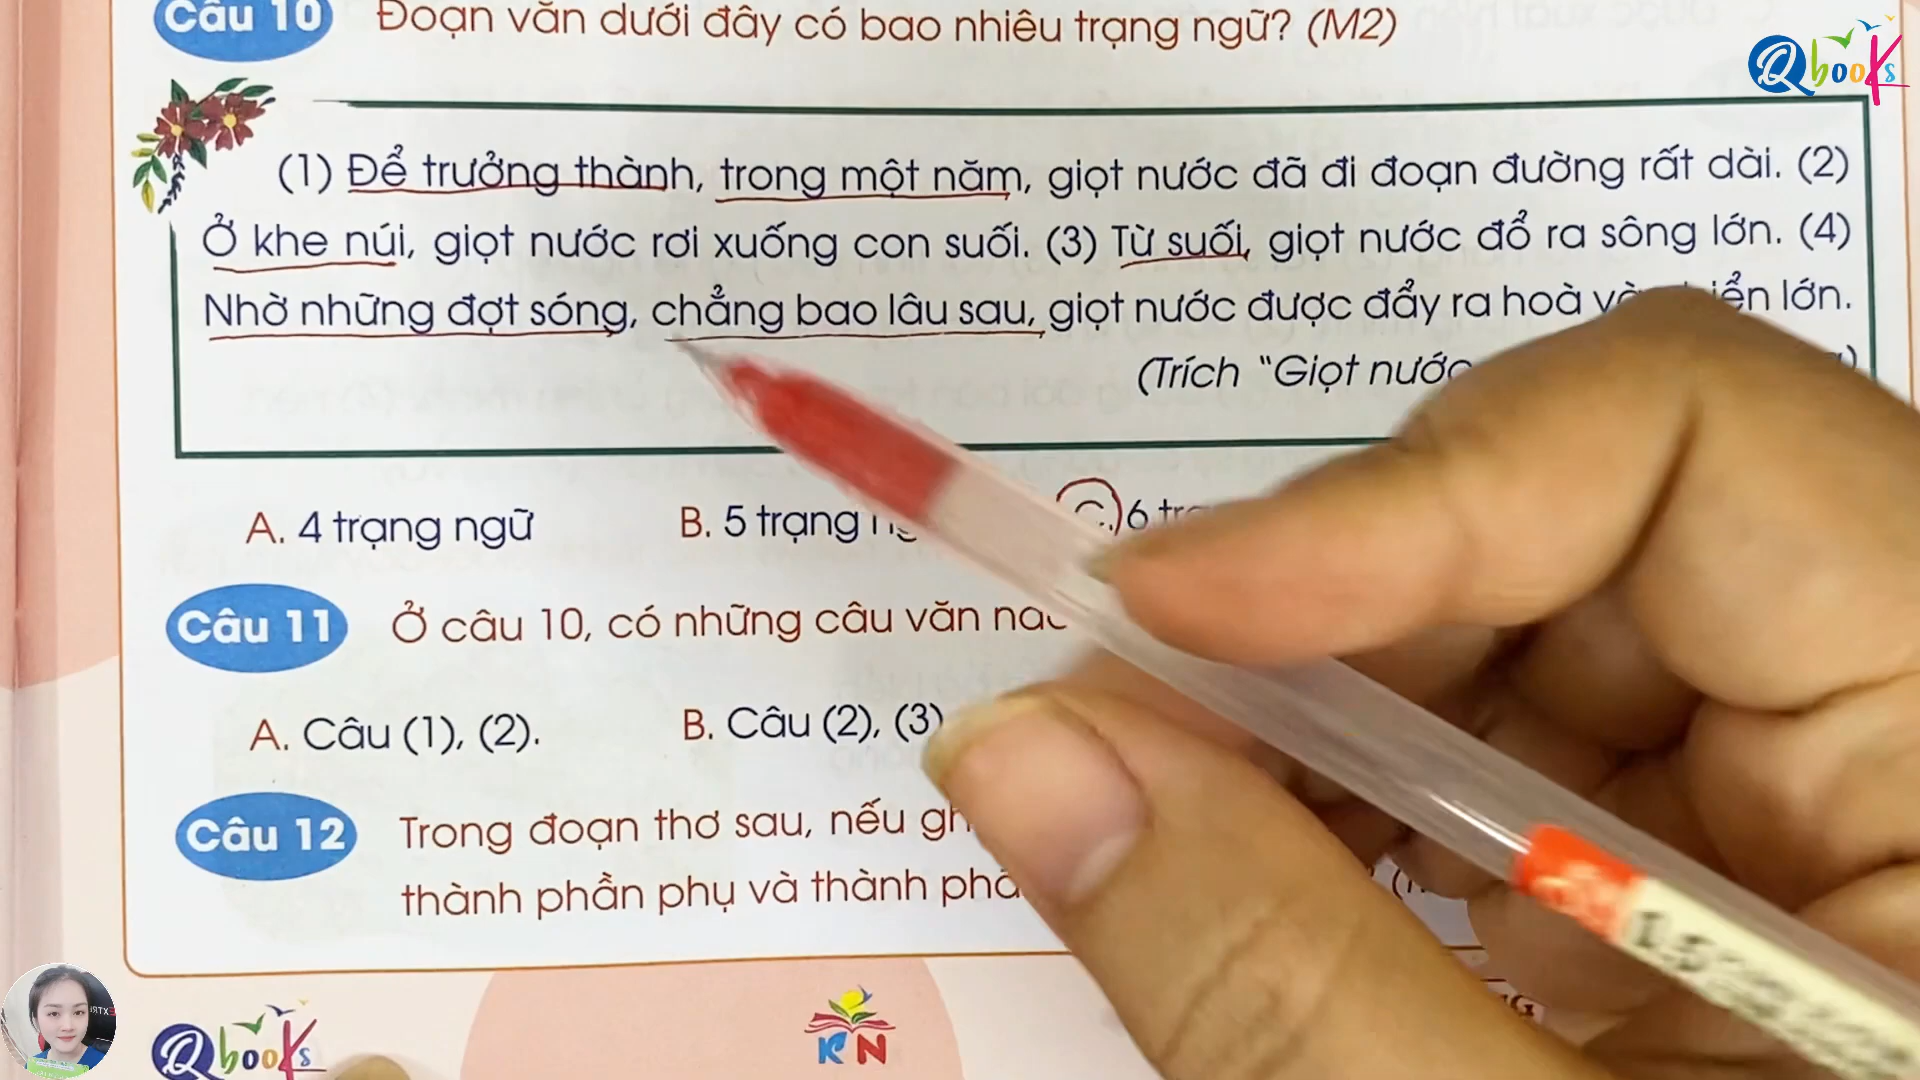 Câu 10 Đoạn văn dưới đây có bao nhiêu trạng ngữ? (M2)
Qbooks
(1) Để trưởng thành, trong một năm, giọt nước đã đi đoạn đường rất dài. (2)
Ở khe núi, giọt nước rơi xuống con suối. (3) Từ suối, giọt nước đổ ra sông lớn. (4)
Nhờ những đợt sóng, chẳng bao lâu sau, giọt nước được đẩy ra hoà lớn.
(Trích “Giọt nước
A. 4 trạng ngữ B. 5 trạng C. 6
Câu 11 Ở câu 10, có những câu văn
A. Câu (1), (2). B. Câu (2), (3)
Câu 12 Trong đoạn thơ sau, nếu
thành phần phụ và thành
Qbooks
KN